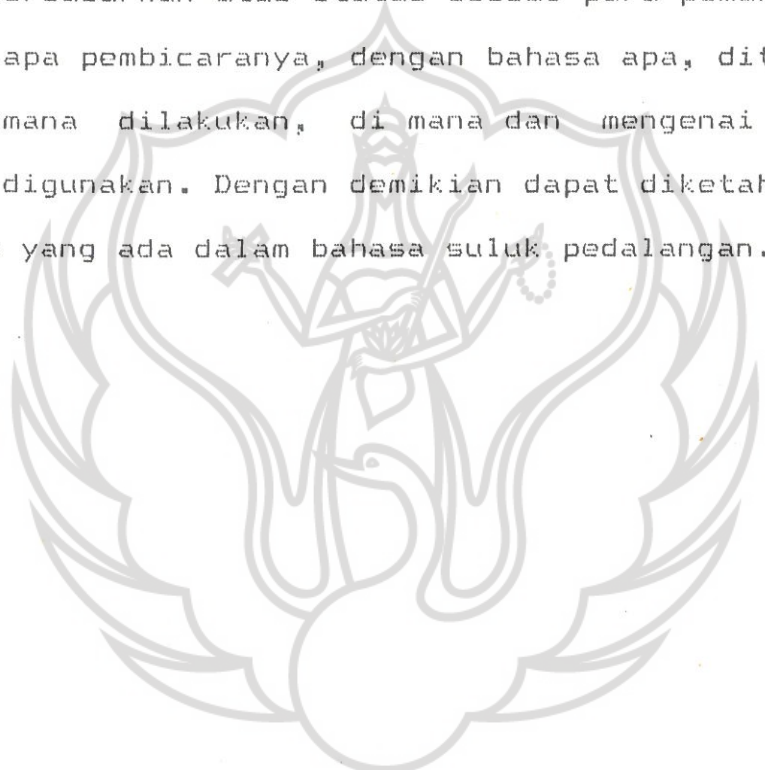 apa pembicaranya, dengan bahasa apa, dit
mana dilakukan, di mana dan mengenai
digunakan. Dengan demikian dapat diketah
yang ada dalam bahasa suluk pedalangan.